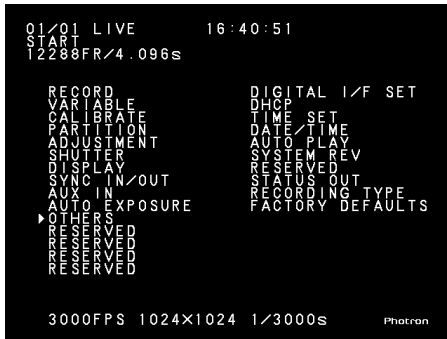 01/01 LIVE 16:40:51
START
12288FR/4.096s
RECORD
VARIABLE
CALIBRATE
PARTITION
ADJUSTMENT
SHUTTER
DISPLAY
SYNC IN/OUT
AUX IN
AUTO EXPOSURE
OTHERS
RESERVED
RESERVED
RESERVED
RESERVED
DIGITAL I/F SET
DHCP
TIME SET
DATE/TIME
AUTO PLAY
SYSTEM REV
RESERVED
STATUS OUT
RECORDING TYPE
FACTORY DEFAULTS
3000FPS 1024×1024 1/3000s
Photron